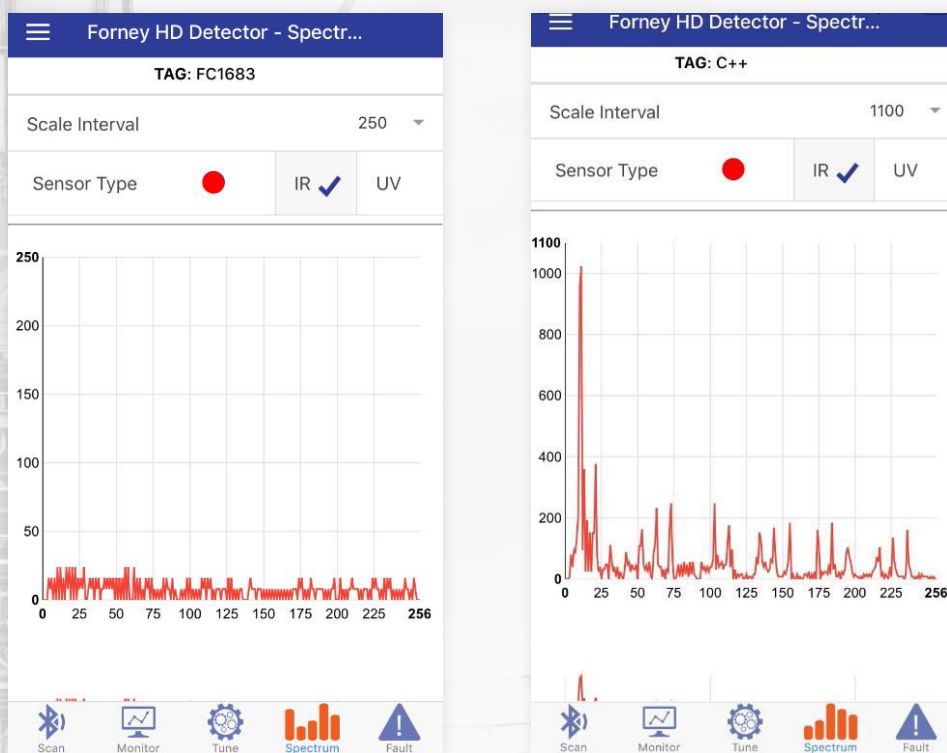 Forney HD Detector - Spectr...
TAG: FC1683
Scale Interval 250
Sensor Type IR UV
250
200
150
100
50
0
0 25 50 75 100 125 150 175 200 225 256
Scan Monitor Tune Spectrum Fault
Forney HD Detector - Spectr...
TAG: C++
Scale Interval 1100
Sensor Type IR UV
1100
1000
800
600
400
200
0
0 25 50 75 100 125 150 175 200 225 256
Scan Monitor Tune Spectrum Fault